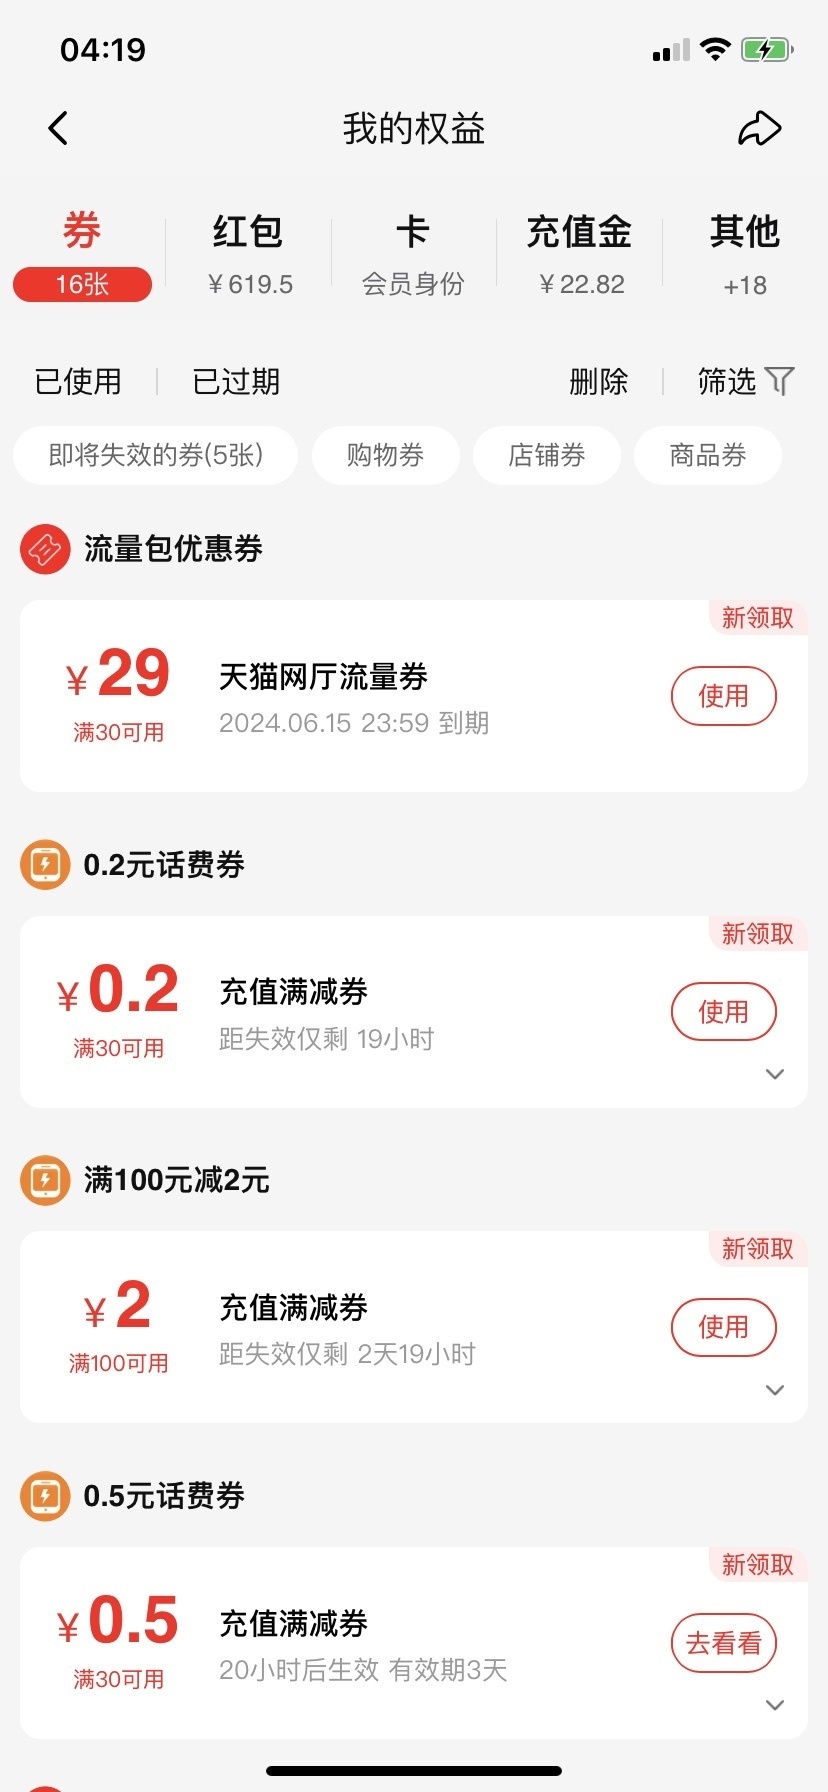 04:19
我的权益
券
红包
卡
充值金
其他
16张
¥619.5
会员身份
¥22.82
+18
已使用
已过期
删除
筛选
即将失效的券(5张)
购物券
店铺券
商品券
流量包优惠券
新领取
¥29
满30可用
天猫网厅流量券
2024.06.15 23:59 到期
使用
0.2元话费券
新领取
¥0.2
满30可用
充值满减券
距失效仅剩 19小时
使用
满100元减2元
新领取
¥2
满100可用
充值满减券
距失效仅剩 2天19小时
使用
0.5元话费券
新领取
¥0.5
满30可用
充值满减券
20小时后生效 有效期3天
去看看